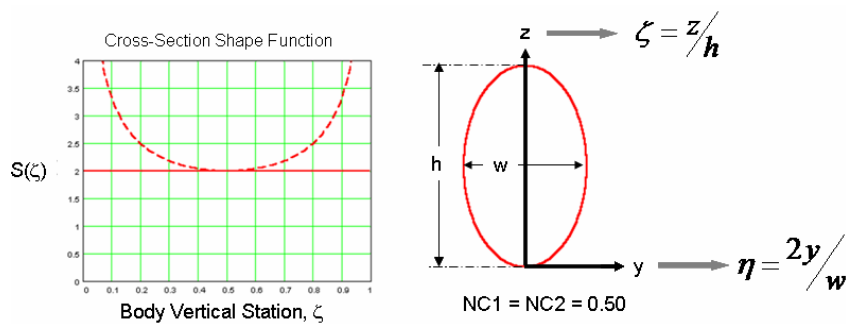 Cross-Section Shape Function
4
3.5
3
2.5
2
1.5
1
0.5
0
S(ζ)
0 0.1 0.2 0.3 0.4 0.5 0.6 0.7 0.8 0.9 1
Body Vertical Station, ζ
z
ζ = z/h
h
w
y
η = 2y/w
NC1 = NC2 = 0.50